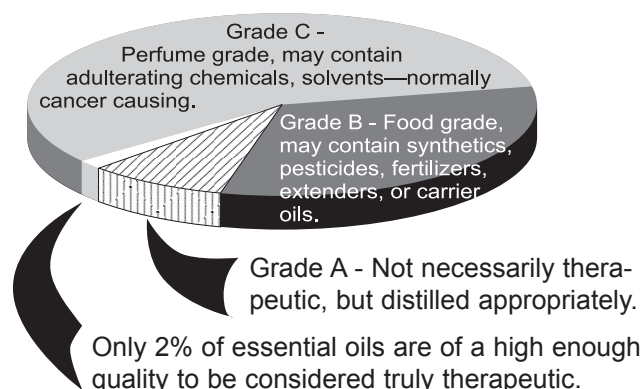 Grade C -
Perfume grade, may contain
adulterating chemicals, solvents—normally
cancer causing.
Grade B - Food grade,
may contain synthetics,
pesticides, fertilizers,
extenders, or carrier
oils.
Grade A - Not necessarily thera-
peutic, but distilled appropriately.
Only 2% of essential oils are of a high enough
quality to be considered truly therapeutic.